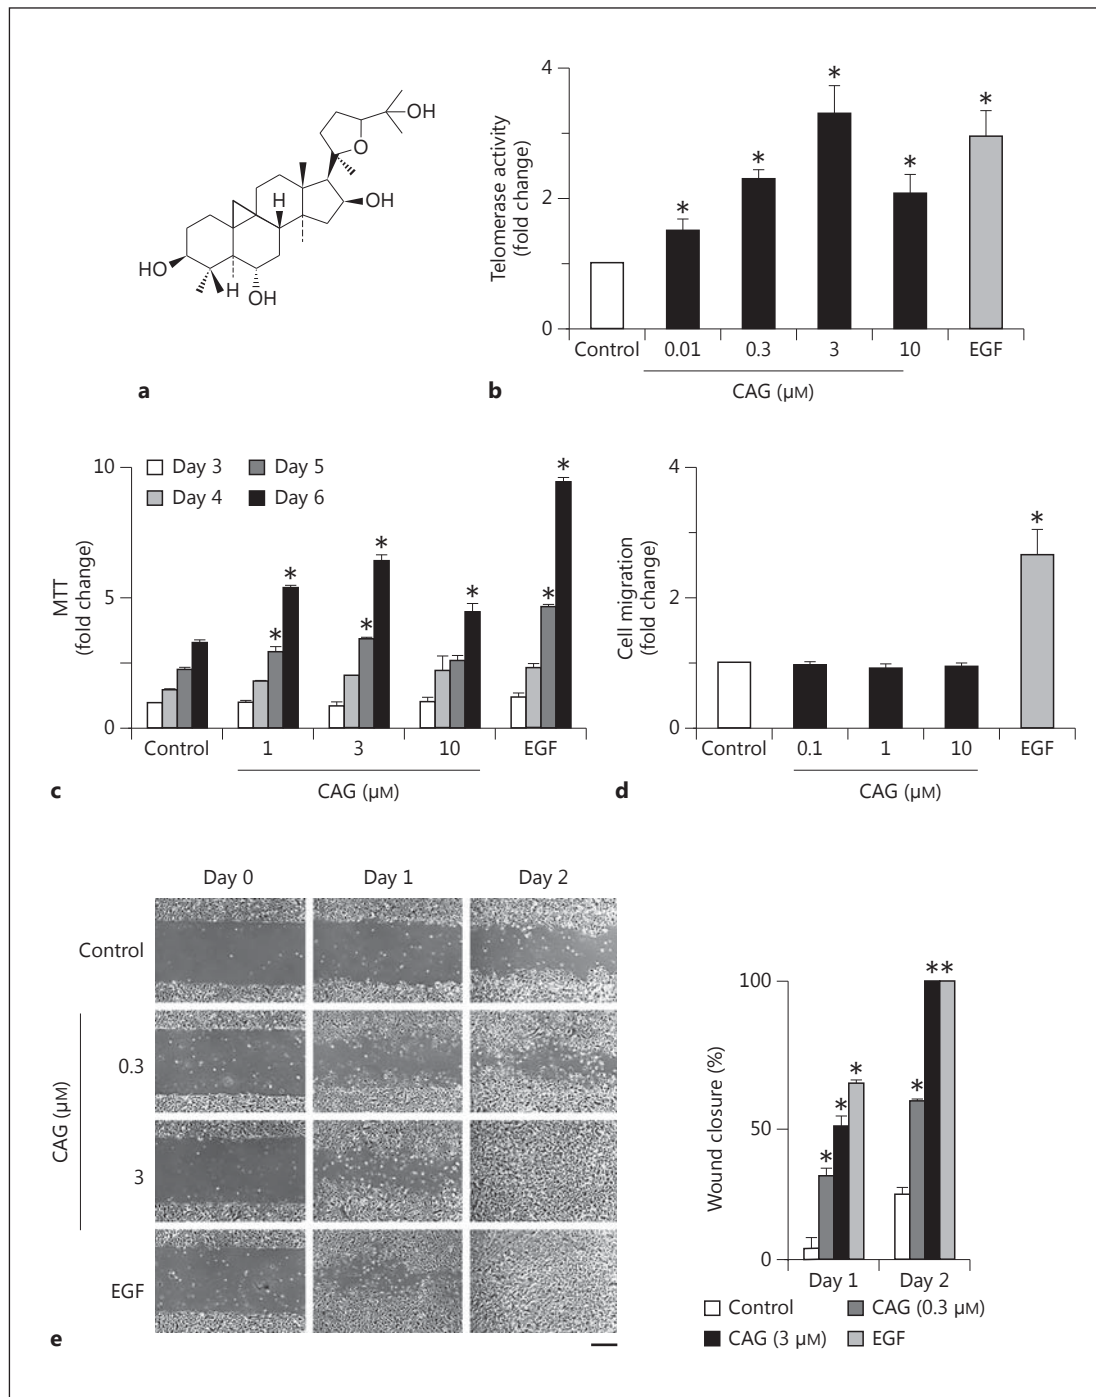 OH
O
H
OH
HO
H
OH
a
4
2
0
Telomerase activity
(fold change)
*
*
*
*
*
Control 0.01 0.3 3 10 EGF
CAG (µM)
b
Day 3 Day 5
Day 4 Day 6
10
5
0
MTT
(fold change)
* *
* *
*
* *
Control 1 3 10 EGF
CAG (µM)
c
4
2
0
Cell migration
(fold change)
*
Control 0.1 1 10 EGF
CAG (µM)
d
Day 0 Day 1 Day 2
Control
0.3
3
CAG (µM)
EGF
e
100
50
0
Wound closure (%)
* * *
* * *
Day 1 Day 2
Control CAG (0.3 µM)
CAG (3 µM) EGF